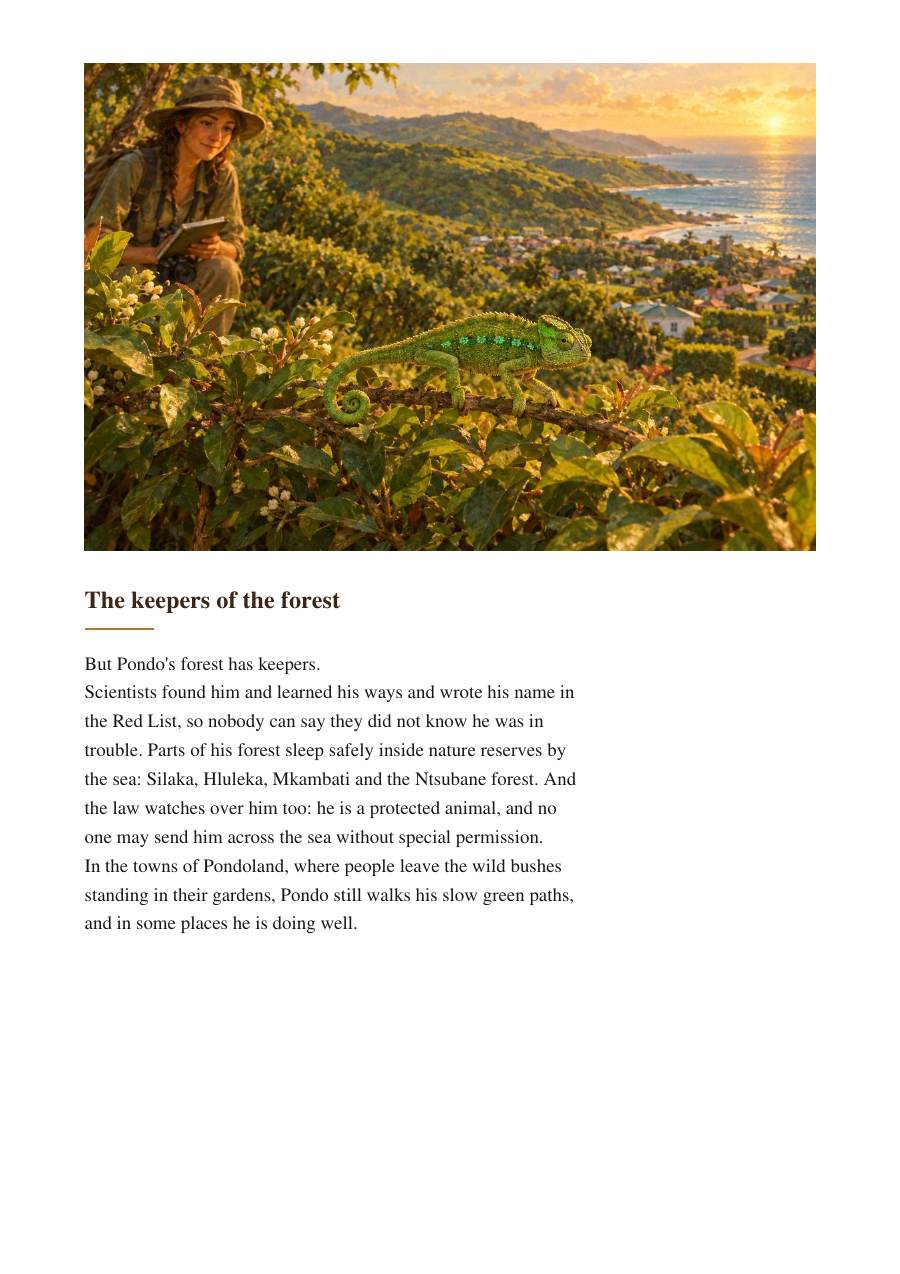 The keepers of the forest
But Pondo's forest has keepers.
Scientists found him and learned his ways and wrote his name in
the Red List, so nobody can say they did not know he was in
trouble. Parts of his forest sleep safely inside nature reserves by
the sea: Silaka, Hluleka, Mkambati and the Ntsubane forest. And
the law watches over him too: he is a protected animal, and no
one may send him across the sea without special permission.
In the towns of Pondoland, where people leave the wild bushes
standing in their gardens, Pondo still walks his slow green paths,
and in some places he is doing well.